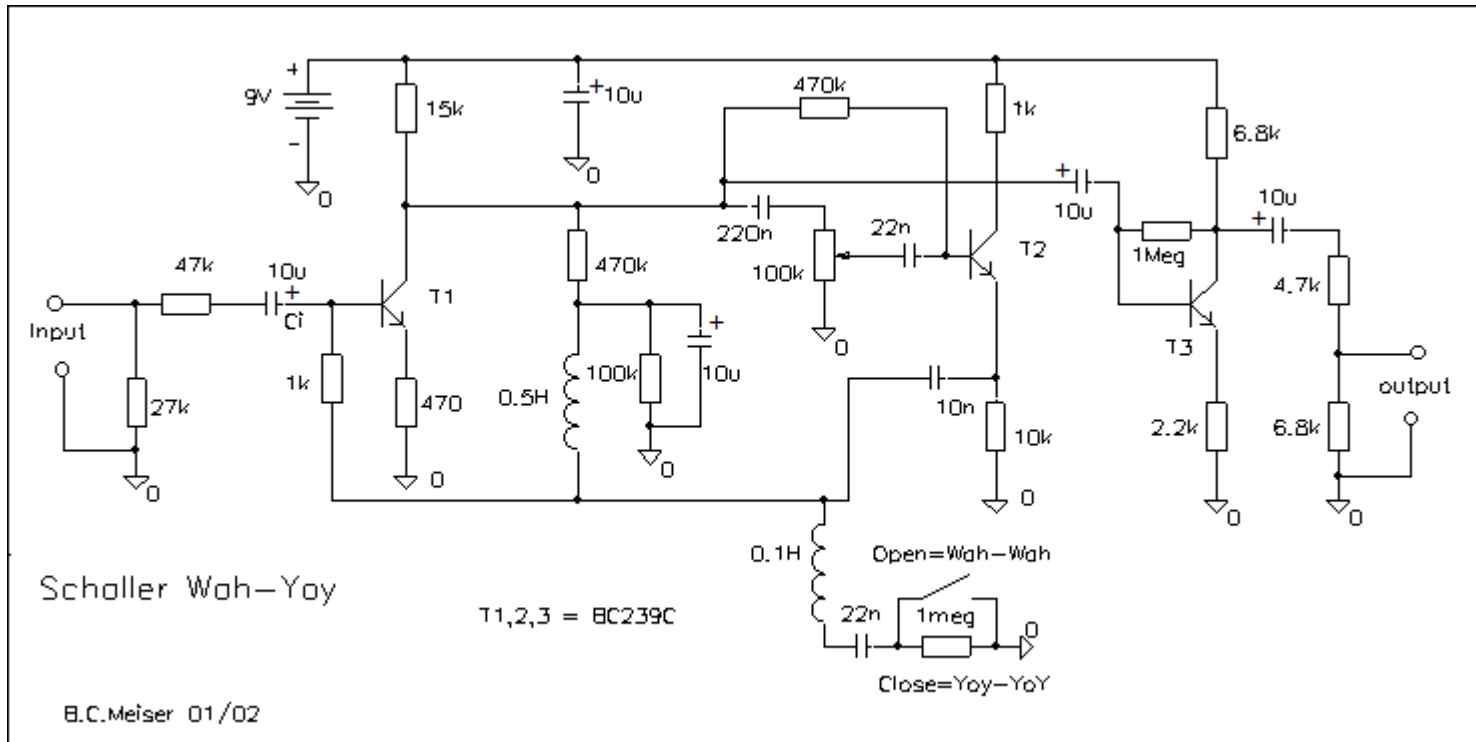 +
9V
-
0
15k
+
10u
0
470k
1k
6.8k
+
10u
10u
+
220n
22n
T2
1Meg
47k
10u
+
Ci
T1
470k
100k
0
4.7k
T3
Input
+
1k
0.5H
100k
10u
10n
output
27k
470
10k
2.2k
6.8k
0
0
0
0
0
0
0.1H
Open=Wah-Wah
Schaller Wah-Yoy
T1,2,3 = BC239C
22n
1meg
0
Close=Yoy-YoY
B.C.Meiser 01/02